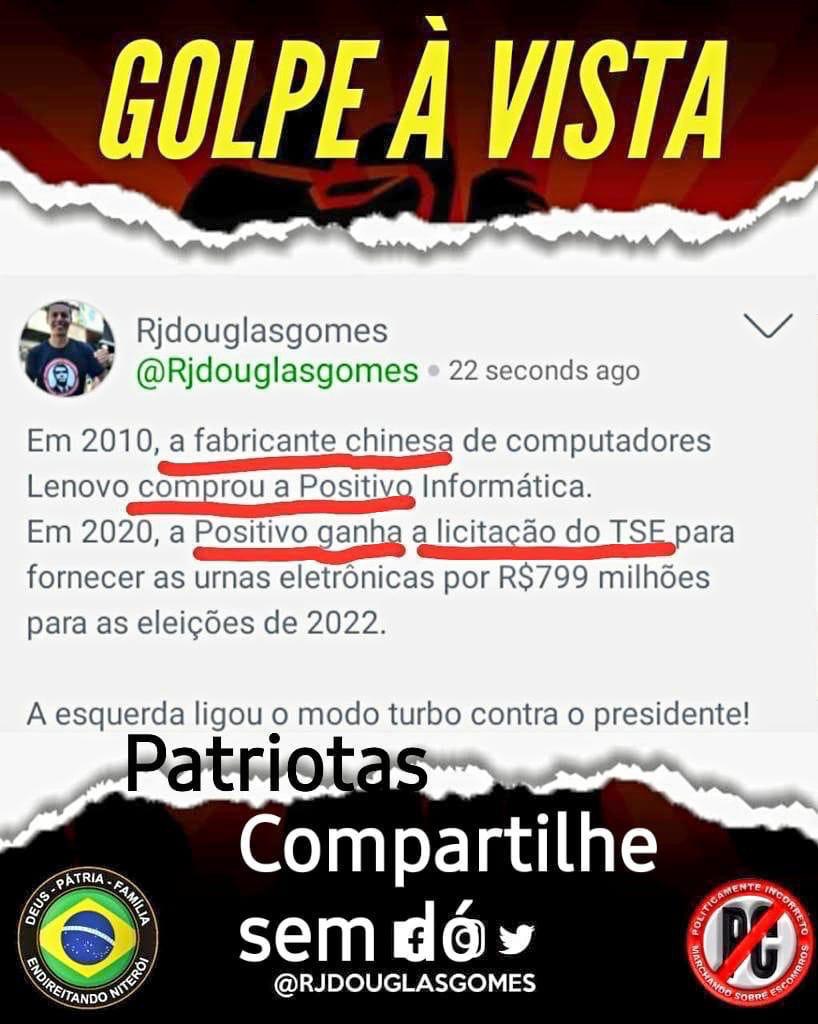 GOLPE À VISTA
Rjdouglasgomes
@Rjdouglasgomes • 22 seconds ago
Em 2010, a fabricante chinesa de computadores
Lenovo comprou a Positivo Informática.
Em 2020, a Positivo ganha a licitação do TSE para
fornecer as urnas eletrônicas por R$799 milhões
para as eleições de 2022.
A esquerda ligou o modo turbo contra o presidente!
Patriotas
Compartilhe
sem dó
@RJDOUGLASGOMES
DEUS - PÁTRIA - FAMÍLIA
ENDIREITANDO NITERÓI
POLITICAMENTE INCORRETO
PC
MARCHANDO SOBRE ESCOMBROS